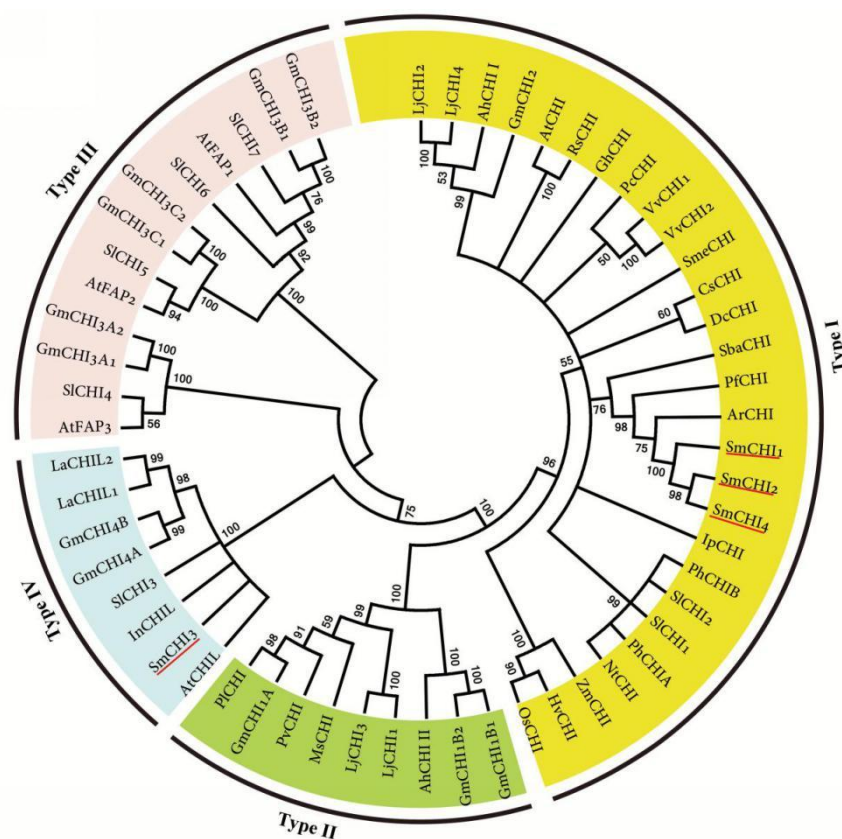 Type I
LjCHI2
LjCHI4
AhCHI I
GmCHI2
AtCHI
RsCHI
GhCHI
PcCHI
VvCHI1
VvCHI2
SmeCHI
CsCHI
DcCHI
SbaCHI
PfCHI
ArCHI
SmCHI1
SmCHI2
SmCHI4
IpCHI
PhCHIB
SlCHI2
SlCHI1
PhCHIA
NtCHI
ZmCHI
HvCHI
OsCHI
Type II
GmCHI1B1
GmCHI1B2
AhCHI II
LjCHI1
LjCHI3
MsCHI
PvCHI
GmCHI1A
PlCHI
Type IV
AtCHIL
SmCHI3
InCHIL
SlCHI3
GmCHI4A
GmCHI4B
LaCHIL1
LaCHIL2
Type III
AtFAP3
SlCHI4
GmCHI3A1
GmCHI3A2
AtFAP2
SlCHI5
GmCHI3C1
GmCHI3C2
SlCHI6
AtFAP1
SlCHI7
GmCHI3B1
GmCHI3B2
100
53
99
100
50
100
60
55
76
98
75
100
98
99
96
100
90
100
75
100
100
100
99
100
59
91
98
100
98
99
99
100
56
100
94
100
100
100
92
99
76
100